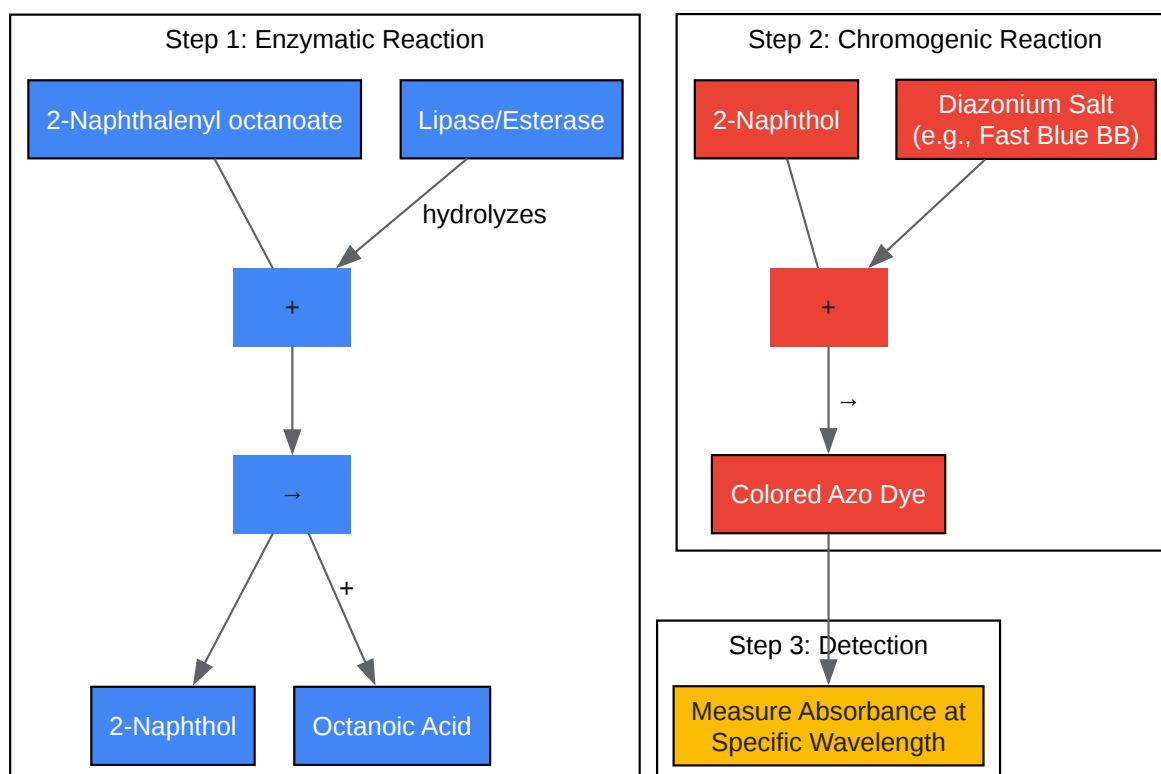 Step 1: Enzymatic Reaction
2-Naphthalenyl octanoate
Lipase/Esterase
hydrolyzes
+
→
+
2-Naphthol
Octanoic Acid
Step 2: Chromogenic Reaction
2-Naphthol
Diazonium Salt
(e.g., Fast Blue BB)
+
→
Colored Azo Dye
Step 3: Detection
Measure Absorbance at
Specific Wavelength